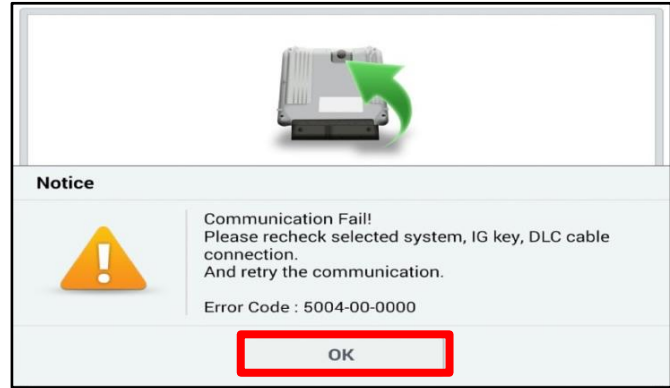 Notice
Communication Fail!
Please recheck selected system, IG key, DLC cable
connection.
And retry the communication.
Error Code : 5004-00-0000
OK